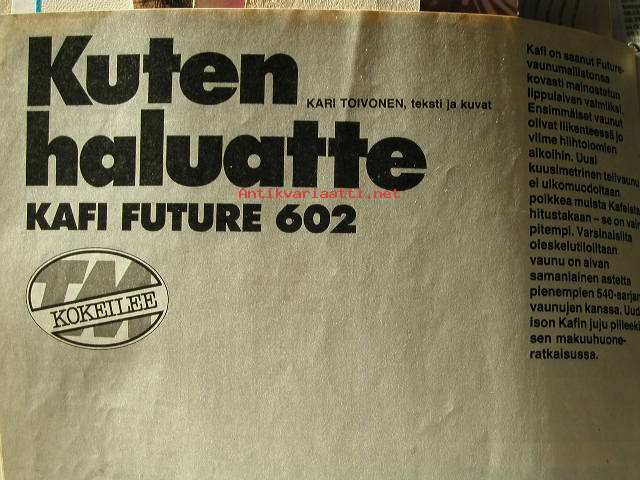 Kuten
haluatte
KARI TOIVONEN, teksti ja kuvat
KAFI FUTURE 602
TM
KOKEILEE
Antikvariaatti.net
Kafi on saanut Future-
vaunumallistonsa
kovasti mainostetun
lippulaivan valmiiksi.
Ensimmäiset vaunut
olivat liikenteessä jo
viime hiihtolomien
aikoihin. Uusi
kuusimetrinen telivaunu
ei ulkomuodoltaan
poikkea muista Kafeista
hitustakaan – se on vain
pitempi. Varsinaisilta
oleskelutiloiltaan
vaunu on aivan
samanlainen astetta
pienempien 540-sarjan
vaunujen kanssa. Uud
ison Kafin juju piileeki
sen makuuhuone-
ratkaisussa.